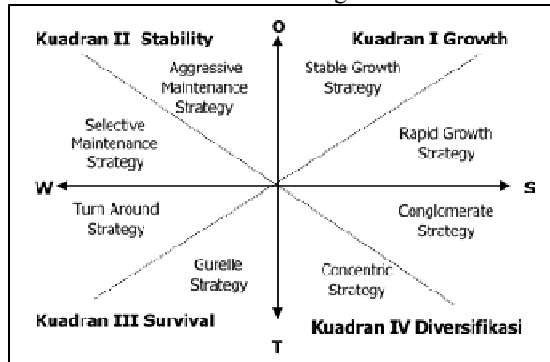 O
Kuadran II  Stability
Kuadran I Growth
Aggressive
Maintenance
Strategy
Stable Growth
Strategy
Selective
Maintenance
Strategy
Rapid Growth
Strategy
W
S
Turn Around
Strategy
Conglomerate
Strategy
Gurelle
Strategy
Concentric
Strategy
Kuadran III Survival
Kuadran IV Diversifikasi
T